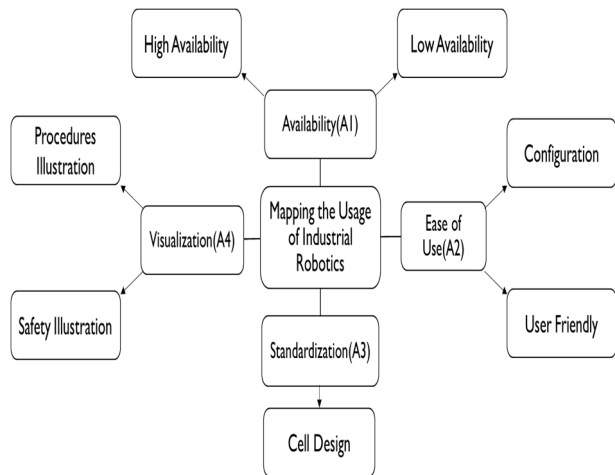 High Availability
Low Availability
Availability(A1)
Procedures
Illustration
Configuration
Visualization(A4)
Mapping the Usage
of Industrial
Robotics
Ease of
Use(A2)
Safety Illustration
User Friendly
Standardization(A3)
Cell Design